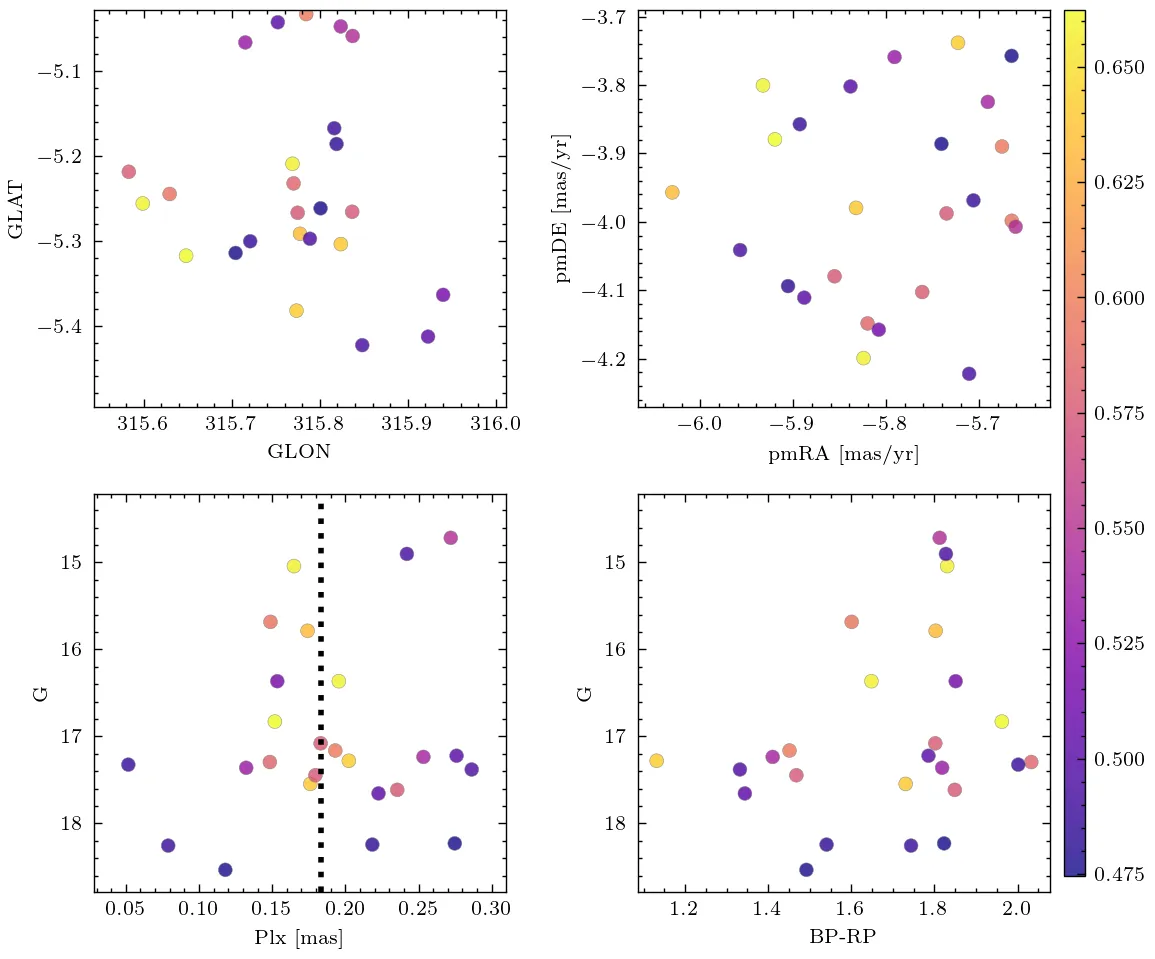 −5.1
−5.2
−5.3
−5.4
GLAT
315.6 315.7 315.8 315.9 316.0
GLON
−3.7
−3.8
−3.9
−4.0
−4.1
−4.2
pmDE [mas/yr]
−6.0 −5.9 −5.8 −5.7
pmRA [mas/yr]
0.650
0.625
0.600
0.575
0.550
0.525
0.500
0.475
15
16
17
18
G
0.05 0.10 0.15 0.20 0.25 0.30
Plx [mas]
15
16
17
18
G
1.2 1.4 1.6 1.8 2.0
BP-RP